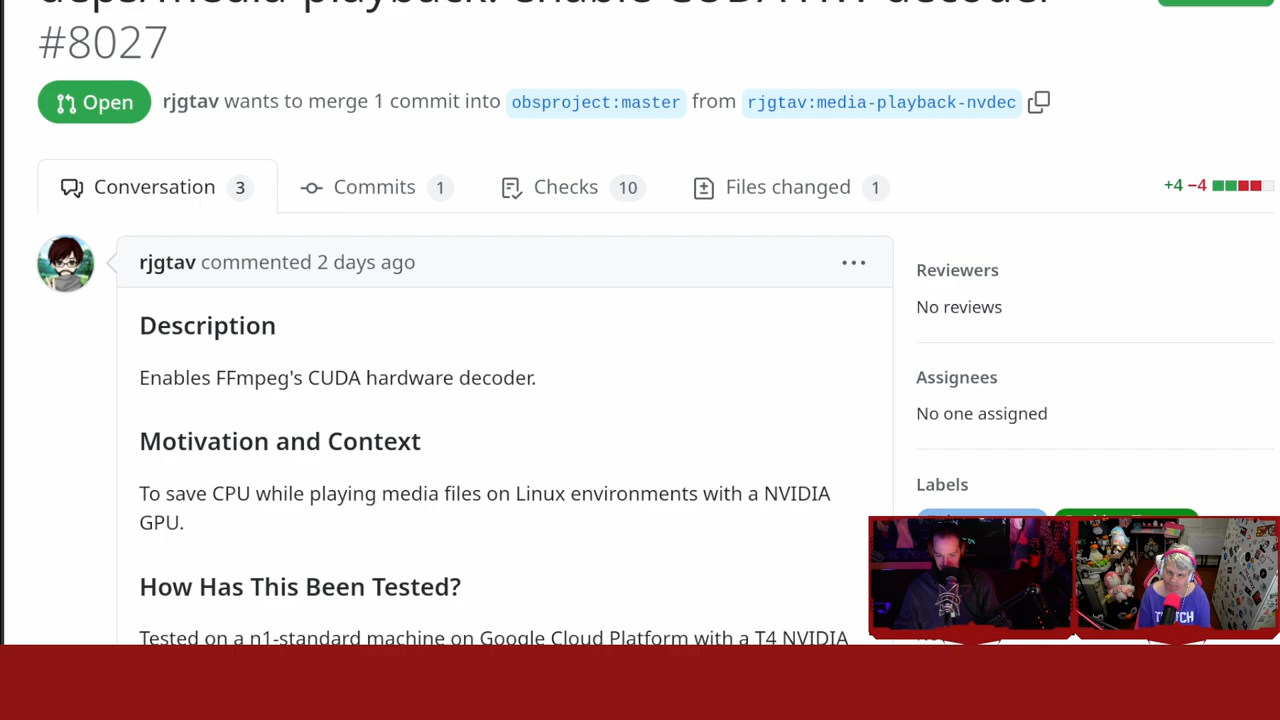 #8027
Open rjgtav wants to merge 1 commit into obsproject:master from rjgtav:media-playback-nvdec
Conversation 3 Commits 1 Checks 10 Files changed 1 +4 −4
rjgtav commented 2 days ago
Description
Enables FFmpeg's CUDA hardware decoder.
Motivation and Context
To save CPU while playing media files on Linux environments with a NVIDIA
GPU.
How Has This Been Tested?
Tested on a n1-standard machine on Google Cloud Platform with a T4 NVIDIA
Reviewers
No reviews
Assignees
No one assigned
Labels